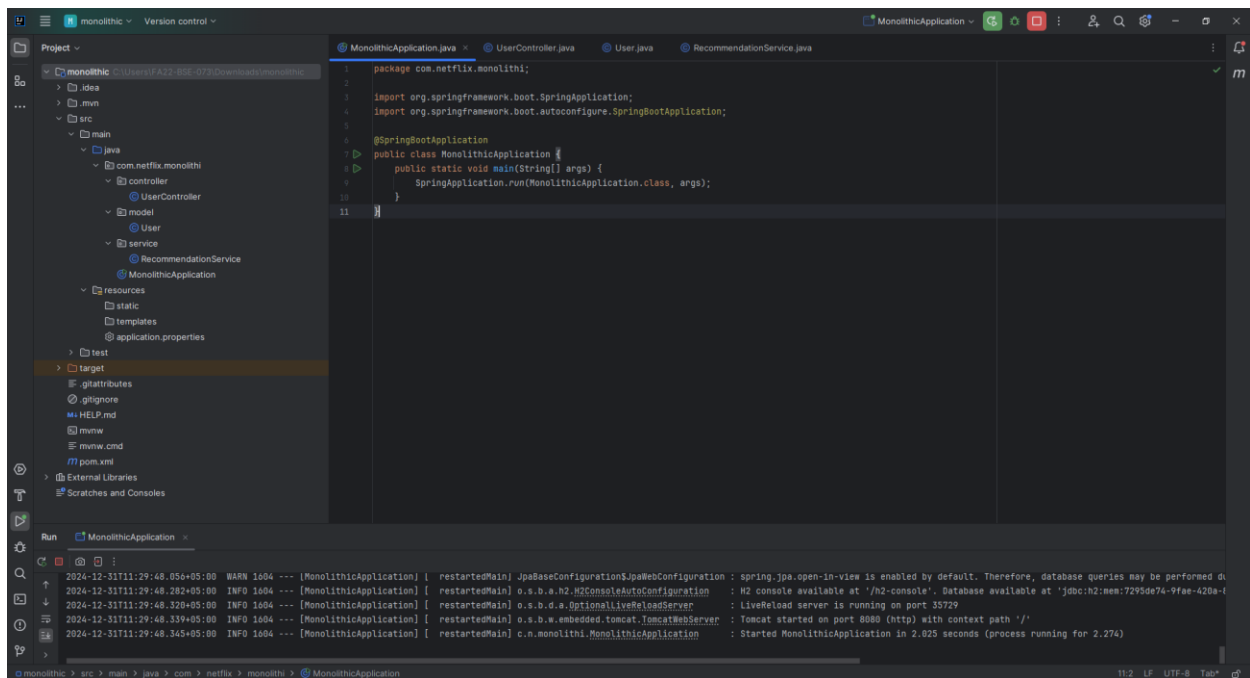 monolithic Version control MonolithicApplication
Project
MonolithicApplication.java UserController.java User.java RecommendationService.java
monolithic C:\Users\FA22-BSE-073\Downloads\monolithic
.idea
.mvn
src
main
java
com.netflix.monolithi
controller
UserController
model
User
service
RecommendationService
MonolithicApplication
resources
static
templates
application.properties
test
target
.gitattributes
.gitignore
HELP.md
mvnw
mvnw.cmd
pom.xml
External Libraries
Scratches and Consoles
1 package com.netflix.monolithi;
2
3 import org.springframework.boot.SpringApplication;
4 import org.springframework.boot.autoconfigure.SpringBootApplication;
5
6 @SpringBootApplication
7 public class MonolithicApplication {
8 public static void main(String[] args) {
9 SpringApplication.run(MonolithicApplication.class, args);
10 }
11 }
Run MonolithicApplication
2024-12-31T11:29:48.056+05:00 WARN 1604 --- [MonolithicApplication] [ restartedMain] JpaBaseConfiguration$JpaWebConfiguration : spring.jpa.open-in-view is enabled by default. Therefore, database queries may be performed du
2024-12-31T11:29:48.282+05:00 INFO 1604 --- [MonolithicApplication] [ restartedMain] o.s.b.a.h2.H2ConsoleAutoConfiguration : H2 console available at '/h2-console'. Database available at 'jdbc:h2:mem:7295de74-9fae-420a-
2024-12-31T11:29:48.320+05:00 INFO 1604 --- [MonolithicApplication] [ restartedMain] o.s.b.d.a.OptionalLiveReloadServer : LiveReload server is running on port 35729
2024-12-31T11:29:48.339+05:00 INFO 1604 --- [MonolithicApplication] [ restartedMain] o.s.b.w.embedded.tomcat.TomcatWebServer : Tomcat started on port 8080 (http) with context path '/'
2024-12-31T11:29:48.345+05:00 INFO 1604 --- [MonolithicApplication] [ restartedMain] c.n.monolithi.MonolithicApplication : Started MonolithicApplication in 2.025 seconds (process running for 2.274)
monolithic > src > main > java > com > netflix > monolithi > MonolithicApplication 11:2 LF UTF-8 Tab*